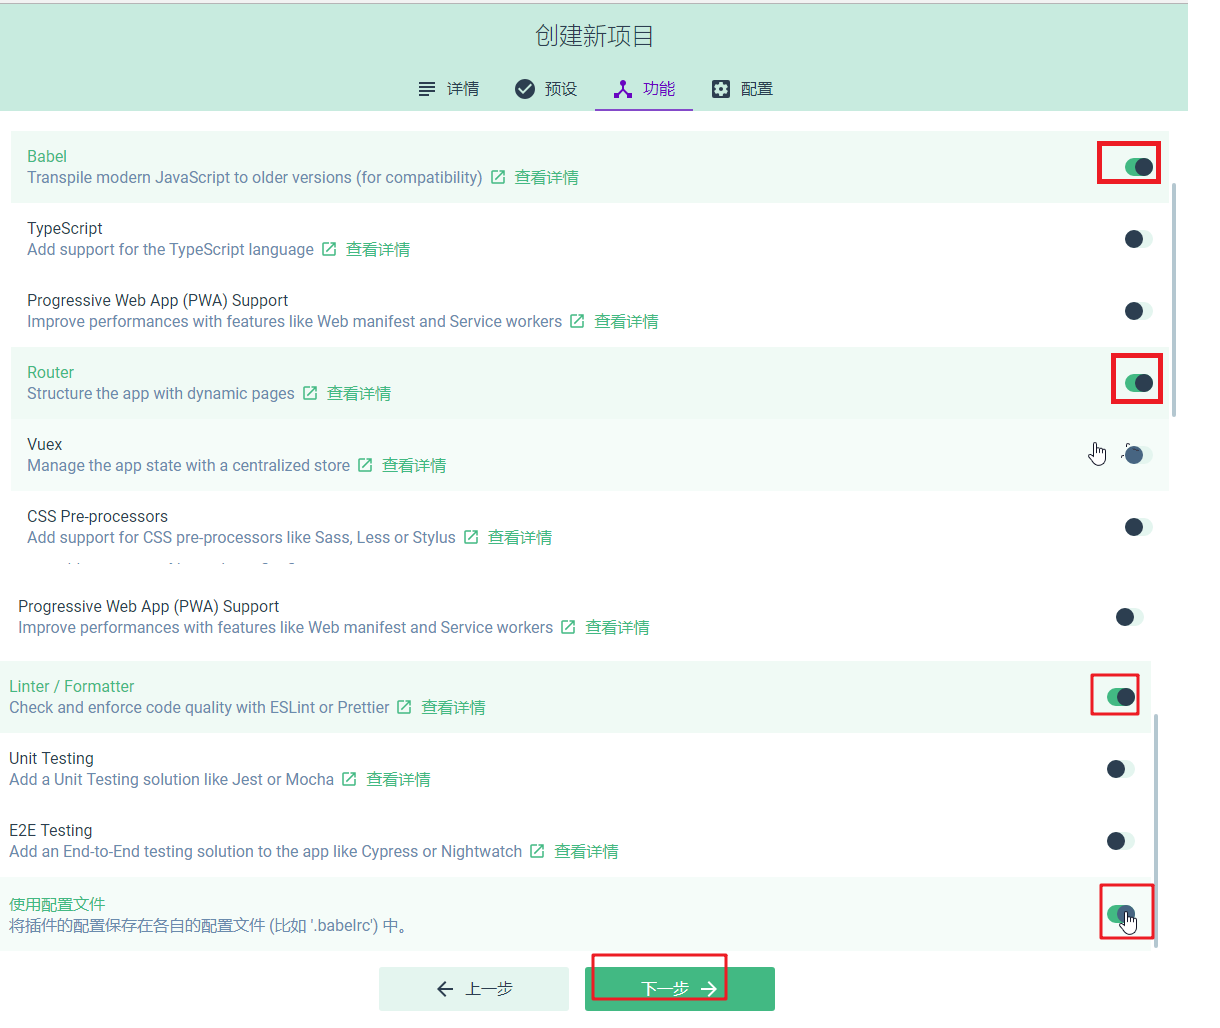 创建新项目
详情 预设 功能 配置
Babel
Transpile modern JavaScript to older versions (for compatibility) 查看详情
TypeScript
Add support for the TypeScript language 查看详情
Progressive Web App (PWA) Support
Improve performances with features like Web manifest and Service workers 查看详情
Router
Structure the app with dynamic pages 查看详情
Vuex
Manage the app state with a centralized store 查看详情
CSS Pre-processors
Add support for CSS pre-processors like Sass, Less or Stylus 查看详情
Progressive Web App (PWA) Support
Improve performances with features like Web manifest and Service workers 查看详情
Linter / Formatter
Check and enforce code quality with ESLint or Prettier 查看详情
Unit Testing
Add a Unit Testing solution like Jest or Mocha 查看详情
E2E Testing
Add an End-to-End testing solution to the app like Cypress or Nightwatch 查看详情
使用配置文件
将插件的配置保存在各自的配置文件 (比如 '.babelrc') 中。
上一步 下一步